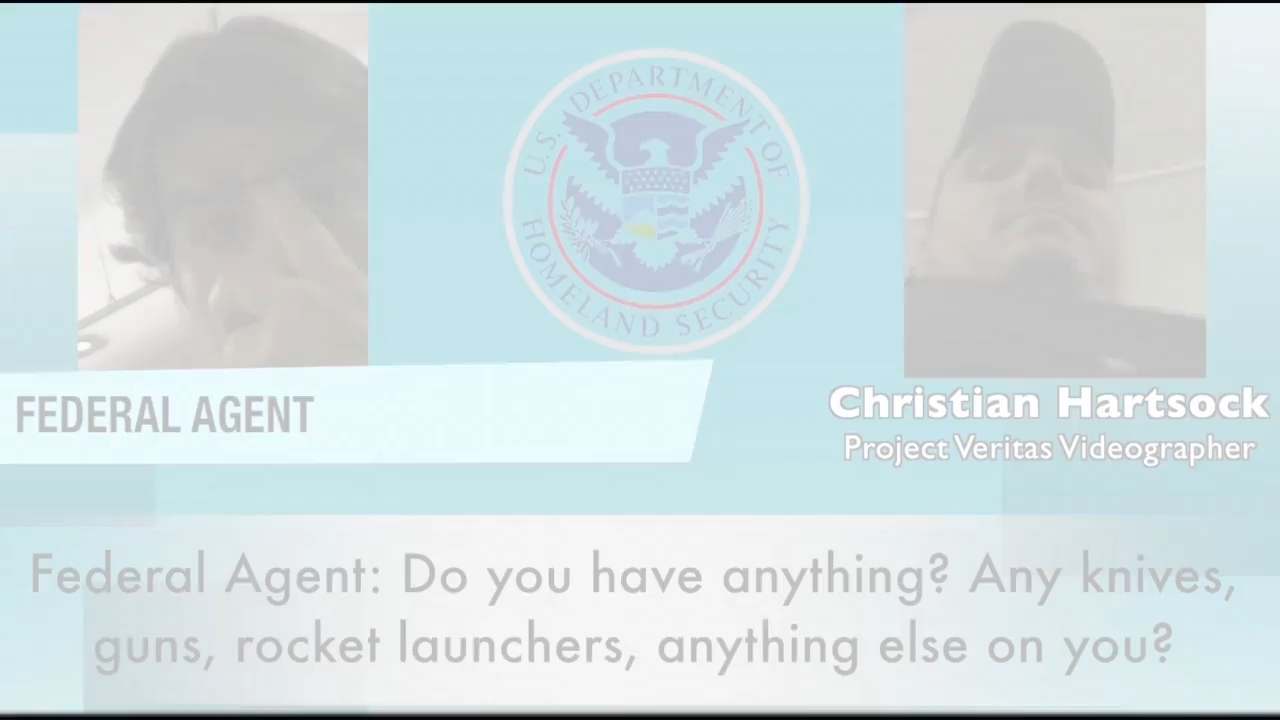 U.S. DEPARTMENT OF
HOMELAND SECURITY
FEDERAL AGENT
Christian Hartsock
Project Veritas Videographer
Federal Agent: Do you have anything? Any knives,
guns, rocket launchers, anything else on you?